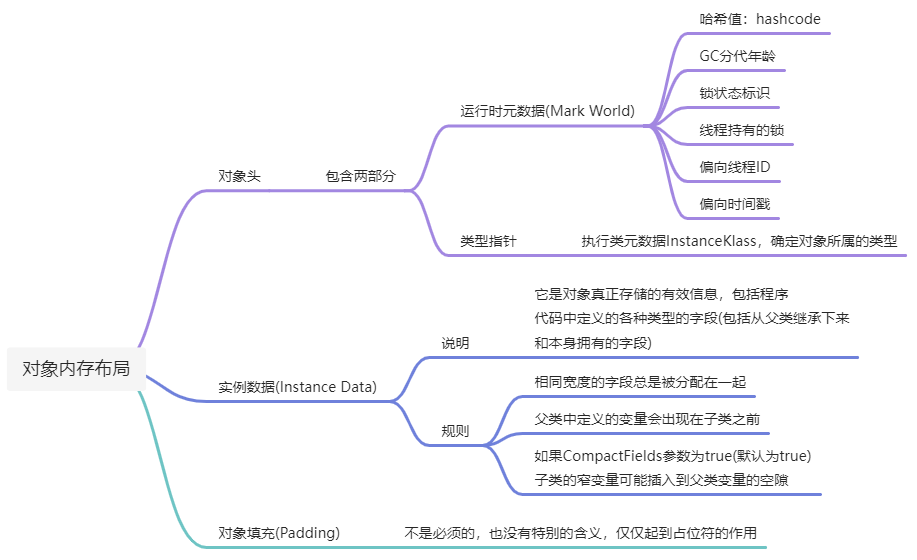 对象内存布局
对象头
包含两部分
运行时元数据(Mark World)
哈希值：hashcode
GC分代年龄
锁状态标识
线程持有的锁
偏向线程ID
偏向时间戳
类型指针
执行类元数据InstanceKlass，确定对象所属的类型
实例数据(Instance Data)
说明
它是对象真正存储的有效信息，包括程序
代码中定义的各种类型的字段(包括从父类继承下来
和本身拥有的字段)
规则
相同宽度的字段总是被分配在一起
父类中定义的变量会出现在子类之前
如果CompactFields参数为true(默认为true)
子类的窄变量可能插入到父类变量的空隙
对象填充(Padding)
不是必须的，也没有特别的含义，仅仅起到占位符的作用